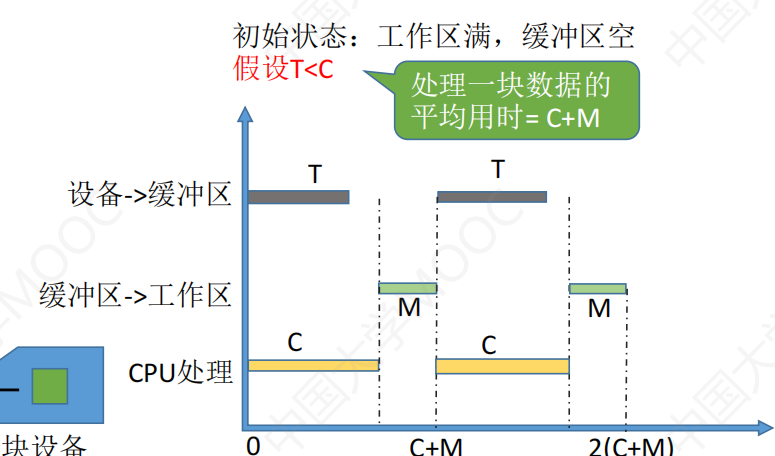 初始状态：工作区满，缓冲区空
假设T<C
处理一块数据的
平均用时= C+M
T
T
设备->缓冲区
缓冲区->工作区
M
M
C
C
CPU处理
块设备
0
C+M
2(C+M)
中国大学MOOC